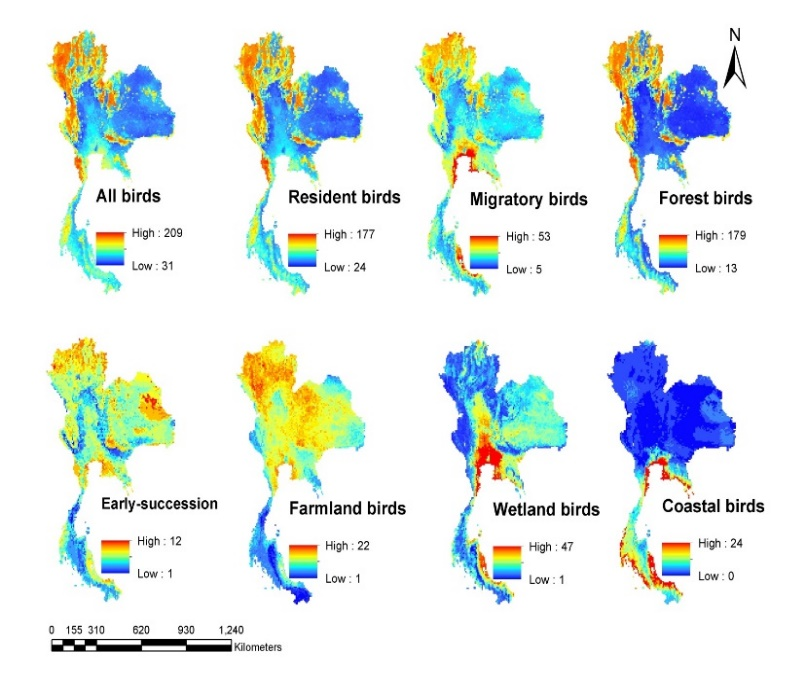 N
All birds
High : 209
Low : 31
Resident birds
High : 177
Low : 24
Migratory birds
High : 53
Low : 5
Forest birds
High : 179
Low : 13
Early-succession
High : 12
Low : 1
Farmland birds
High : 22
Low : 1
Wetland birds
High : 47
Low : 1
Coastal birds
High : 24
Low : 0
0 155 310 620 930 1,240
Kilometers